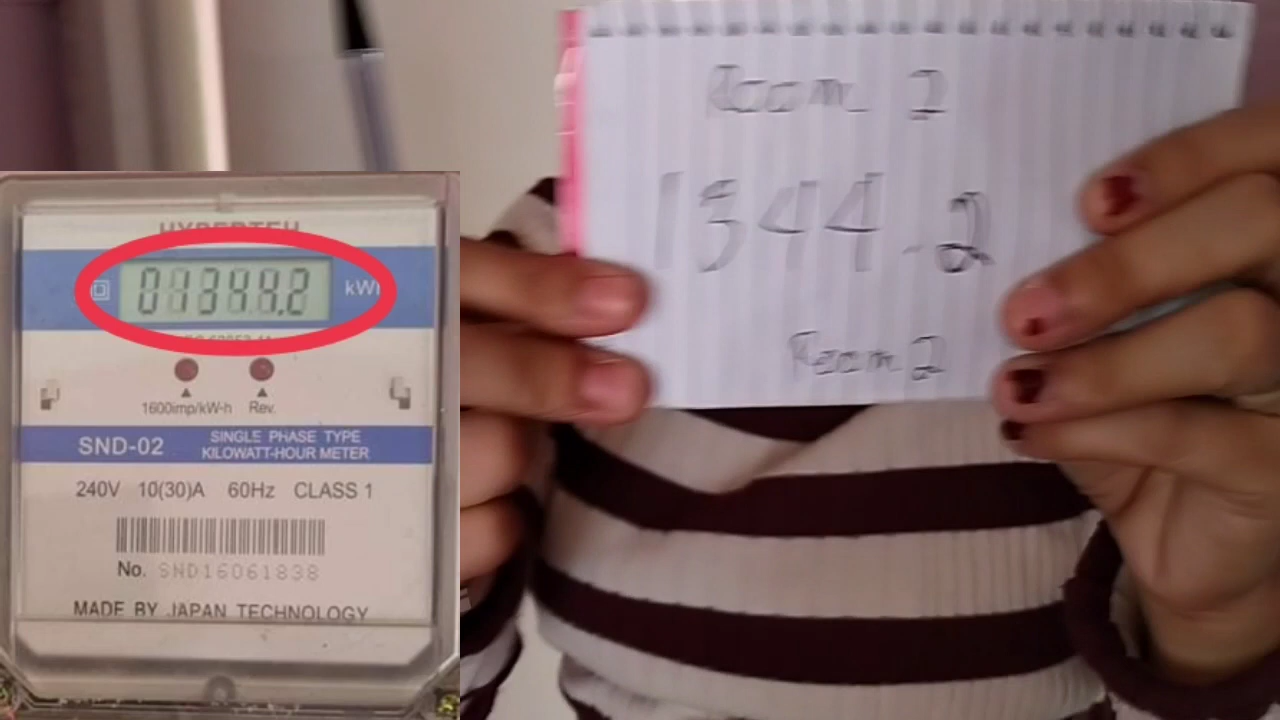 HYPERTEH
01344.2 kWh
1600imp/kW-h Rev.
SND-02 SINGLE PHASE TYPE
KILOWATT-HOUR METER
240V 10(30)A 60Hz CLASS 1
No. SND16061838
MADE BY JAPAN TECHNOLOGY
Room 2
1344.2
Room 2